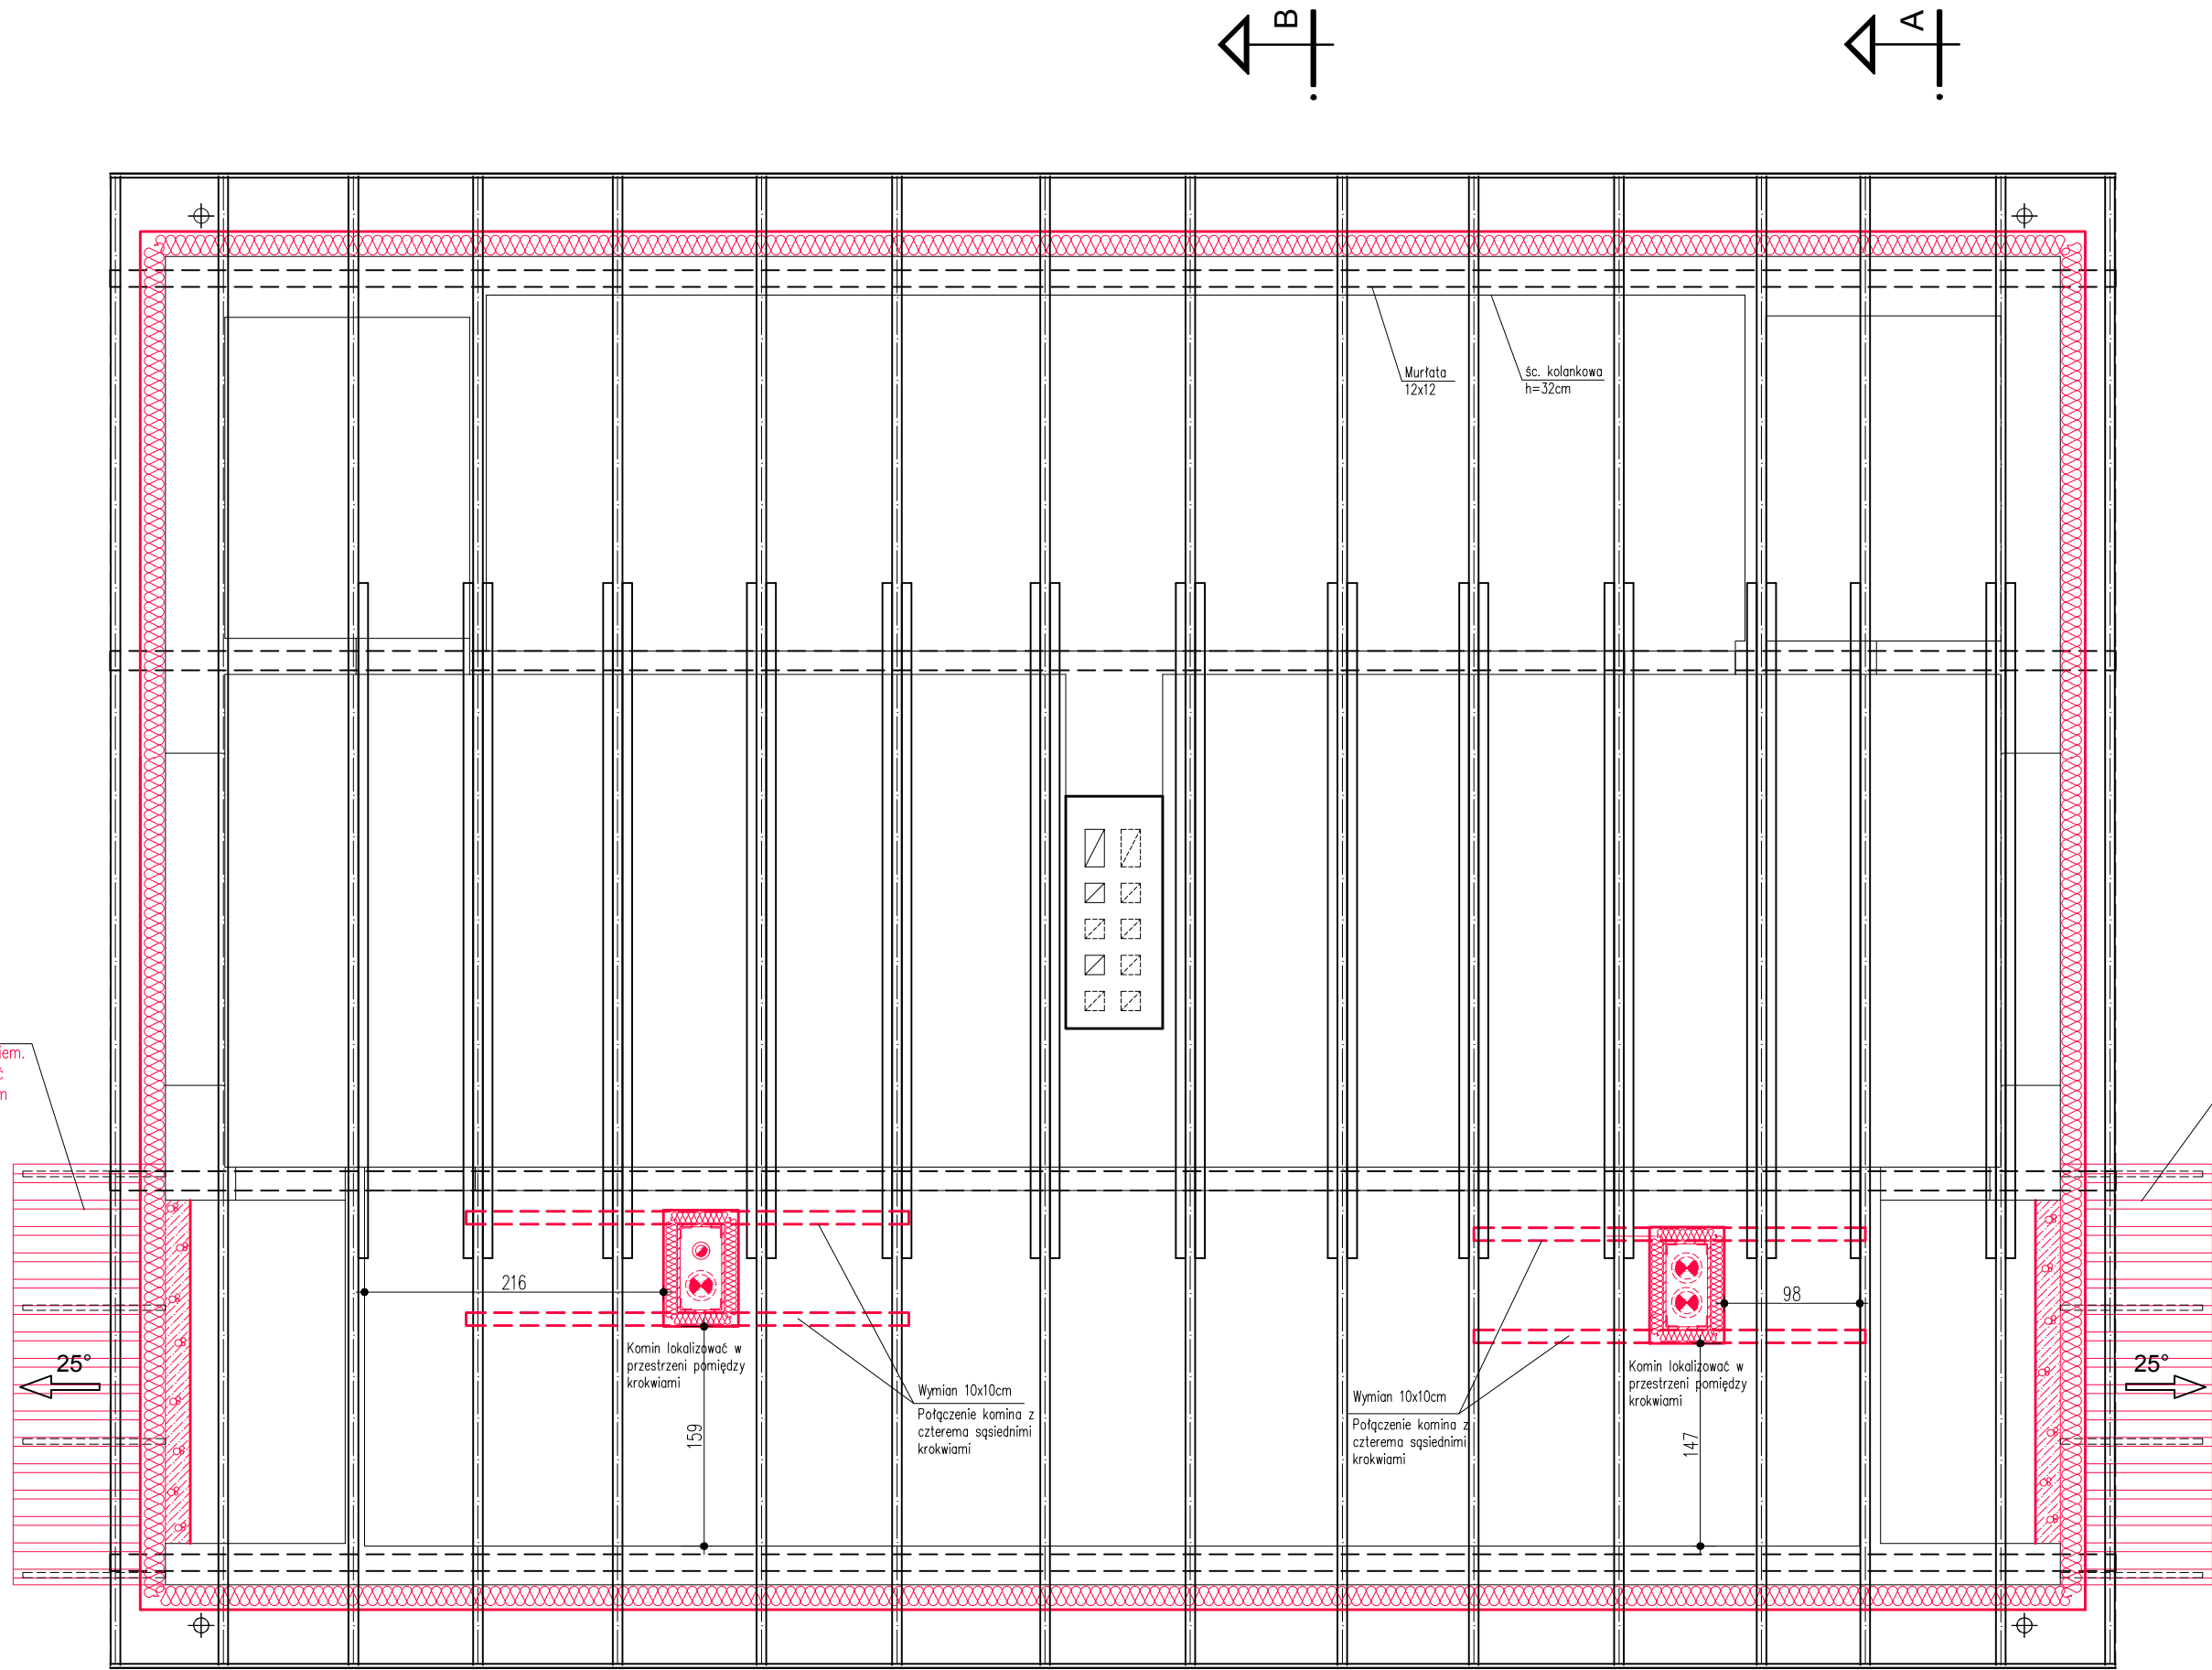 B
A
Murłata
12x12
śc. kolankowa
h=32cm
iem.
ć
m
216
98
25°
25°
Komin lokalizować w
przestrzeni pomiędzy
krokwiami
Komin lokalizować w
przestrzeni pomiędzy
krokwiami
159
147
Wymian 10x10cm
Połączenie komina z
czterema sąsiednimi
krokwiami
Wymian 10x10cm
Połączenie komina z
czterema sąsiednimi
krokwiami